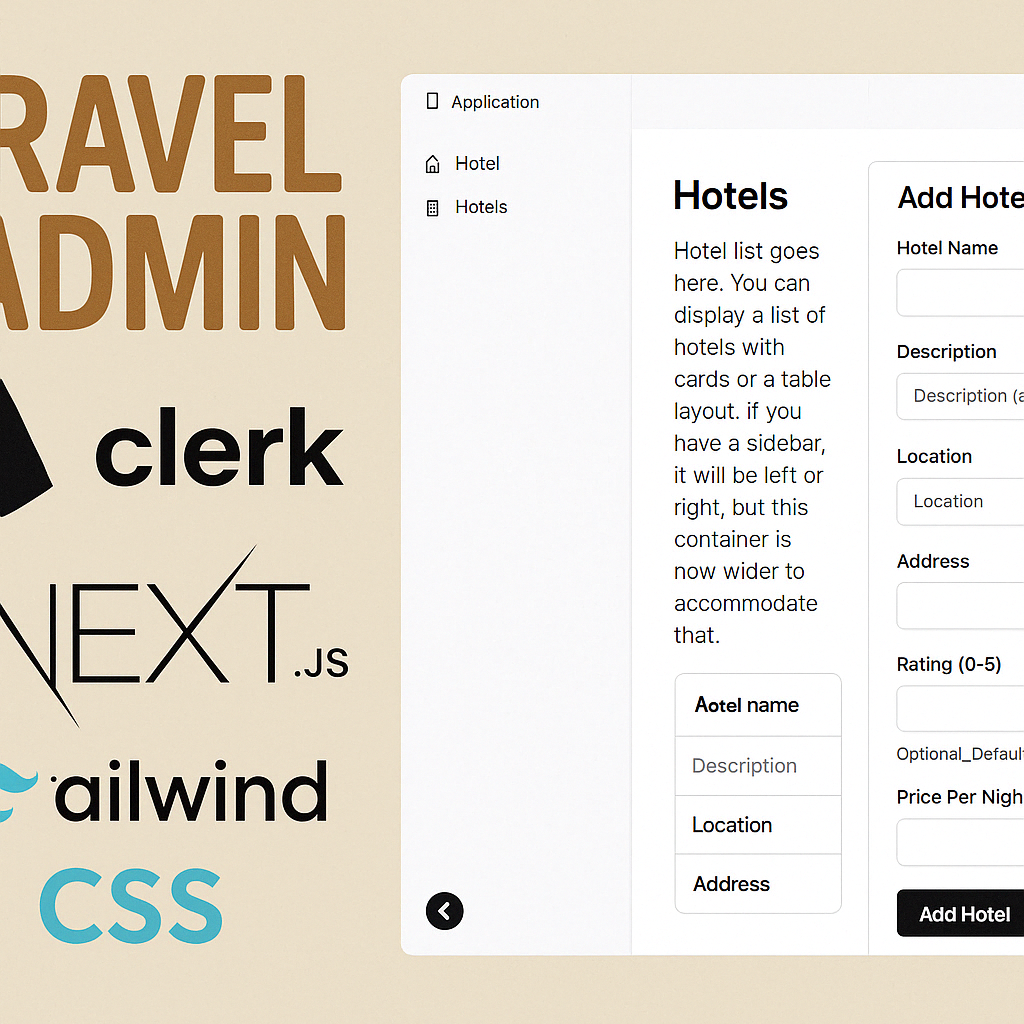 RAVEL
ADMIN
clerk
NEXT.JS
ailwind
CSS
Application
Hotel
Hotels
Hotels
Hotel list goes
here. You can
display a list of
hotels with
cards or a table
layout. if you
have a sidebar,
it will be left or
right, but this
container is
now wider to
accommodate
that.
Aotel name
Description
Location
Address
Add Hote
Hotel Name
Description
Description (a
Location
Location
Address
Rating (0-5)
Optional_Default
Price Per Nigh
Add Hotel